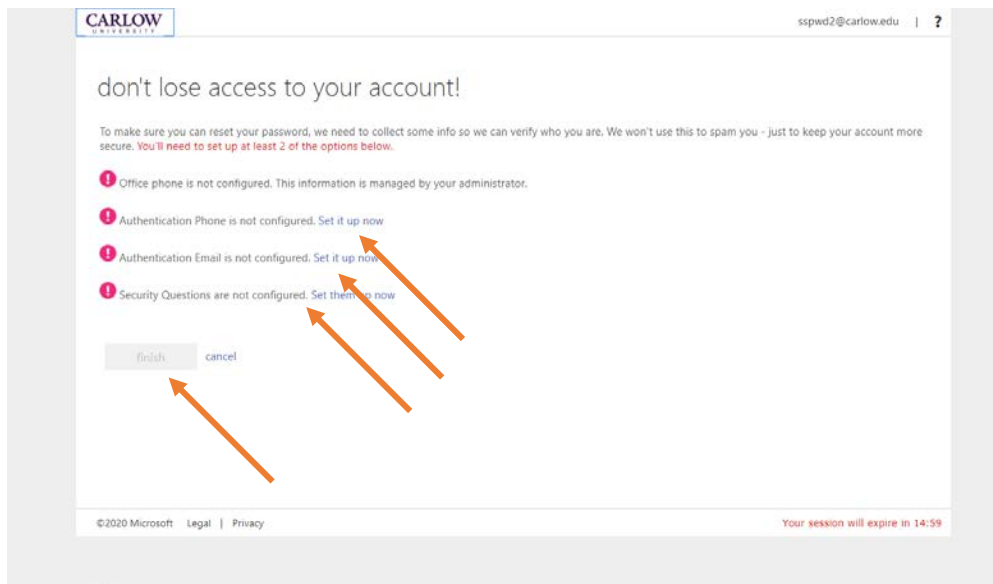 CARLOW
UNIVERSITY
sspwd2@carlow.edu | ?
don't lose access to your account!
To make sure you can reset your password, we need to collect some info so we can verify who you are. We won't use this to spam you - just to keep your account more
secure. You'll need to set up at least 2 of the options below.
! Office phone is not configured. This information is managed by your administrator.
! Authentication Phone is not configured. Set it up now
! Authentication Email is not configured. Set it up now
! Security Questions are not configured. Set them up now
finish cancel
©2020 Microsoft Legal | Privacy
Your session will expire in 14:59